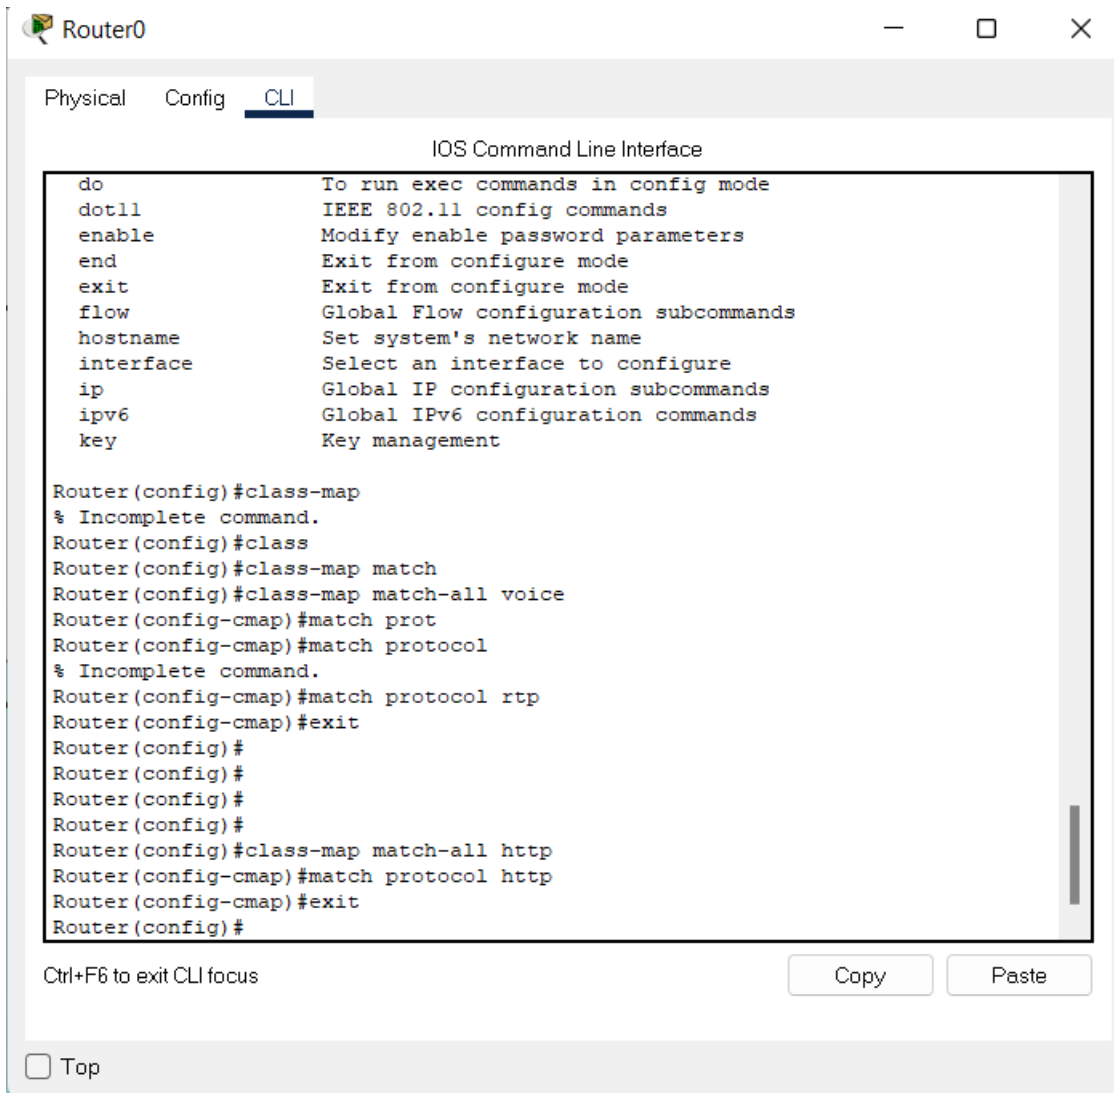 Router0
Physical Config CLI
IOS Command Line Interface
do To run exec commands in config mode
dot11 IEEE 802.11 config commands
enable Modify enable password parameters
end Exit from configure mode
exit Exit from configure mode
flow Global Flow configuration subcommands
hostname Set system's network name
interface Select an interface to configure
ip Global IP configuration subcommands
ipv6 Global IPv6 configuration commands
key Key management
Router(config)#class-map
% Incomplete command.
Router(config)#class
Router(config)#class-map match
Router(config)#class-map match-all voice
Router(config-cmap)#match prot
Router(config-cmap)#match protocol
% Incomplete command.
Router(config-cmap)#match protocol rtp
Router(config-cmap)#exit
Router(config)#
Router(config)#
Router(config)#
Router(config)#
Router(config)#class-map match-all http
Router(config-cmap)#match protocol http
Router(config-cmap)#exit
Router(config)#
Ctrl+F6 to exit CLI focus Copy Paste
Top